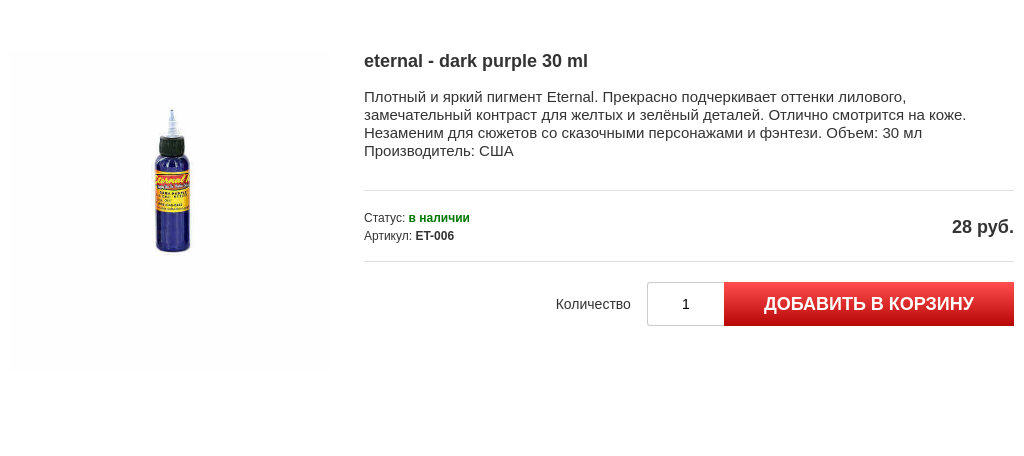 eternal - dark purple 30 ml
Плотный и яркий пигмент Eternal. Прекрасно подчеркивает оттенки лилового,
замечательный контраст для желтых и зелёный деталей. Отлично смотрится на коже.
Незаменим для сюжетов со сказочными персонажами и фэнтези. Объем: 30 мл
Производитель: США
Статус: в наличии
Артикул: ET-006
28 руб.
Количество
1
ДОБАВИТЬ В КОРЗИНУ